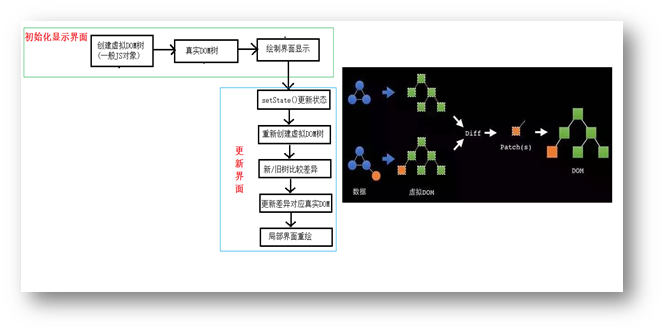 初始化显示界面
创建虚拟DOM树
(一般JS对象)
真实DOM树
绘制界面显示
更新界面
setState()更新状态
重新创建虚拟DOM树
新/旧树比较差异
更新差异对应真实DOM
局部界面重绘
Diff
Patch(s)
数据
虚拟DOM
DOM